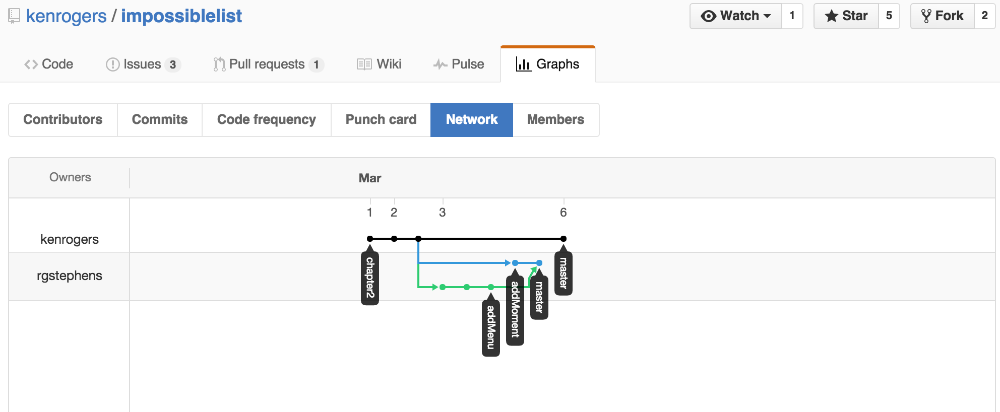 kenrogers / impossiblelist
Watch 1 Star 5 Fork 2
Code Issues 3 Pull requests 1 Wiki Pulse Graphs
Contributors Commits Code frequency Punch card Network Members
Owners Mar
1 2 3 6
kenrogers
rgstephens
chapter2
addMenu
addMoment
master
master